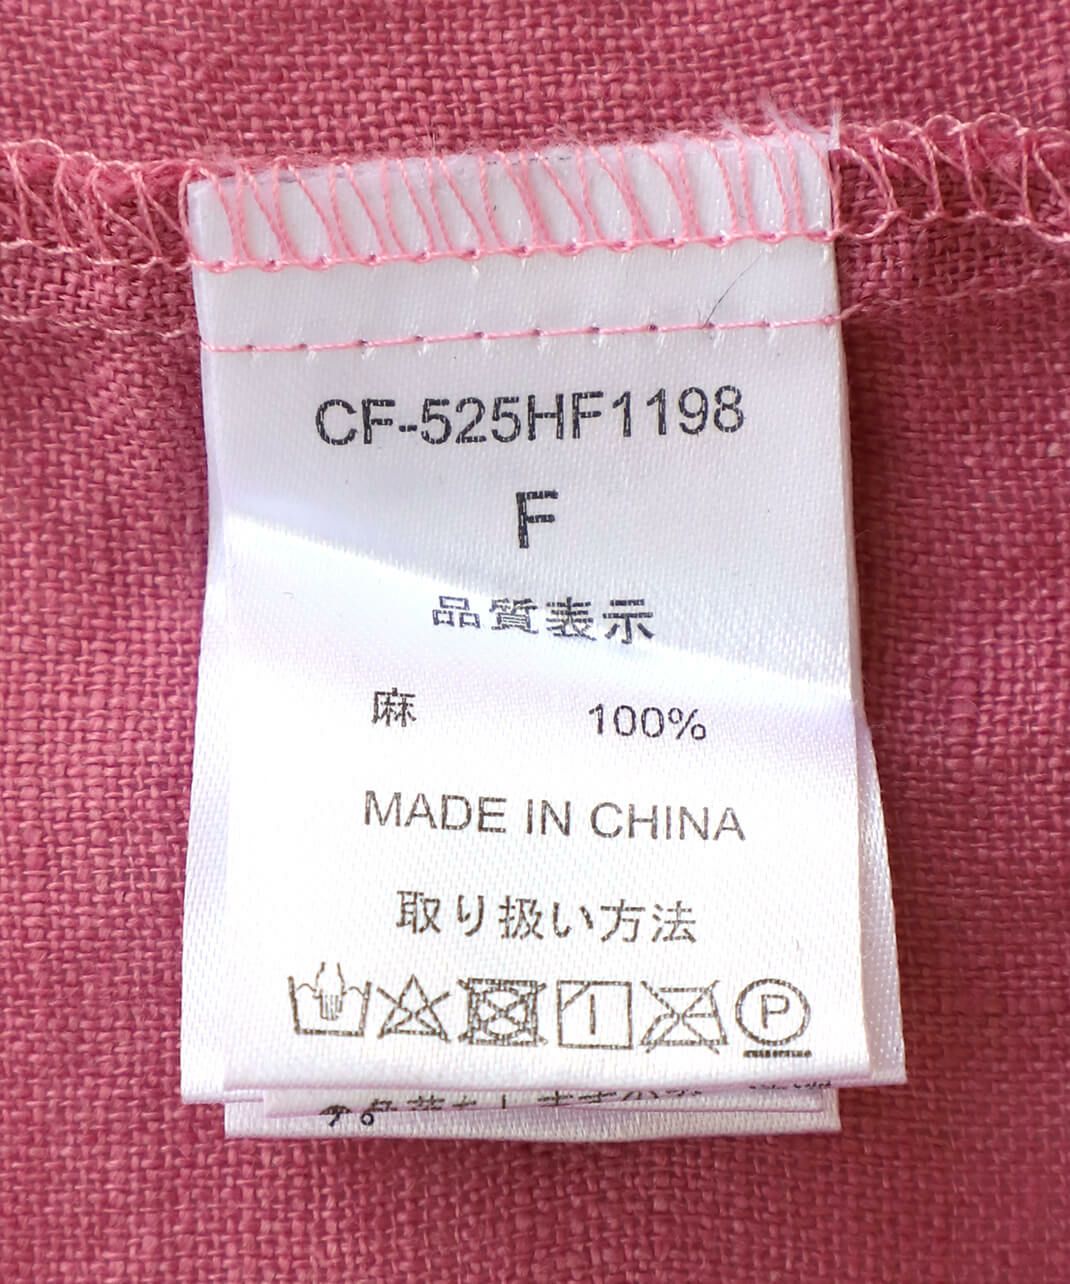 CF-525HF1198
F
品質表示
麻 100%
MADE IN CHINA
取り扱い方法
P